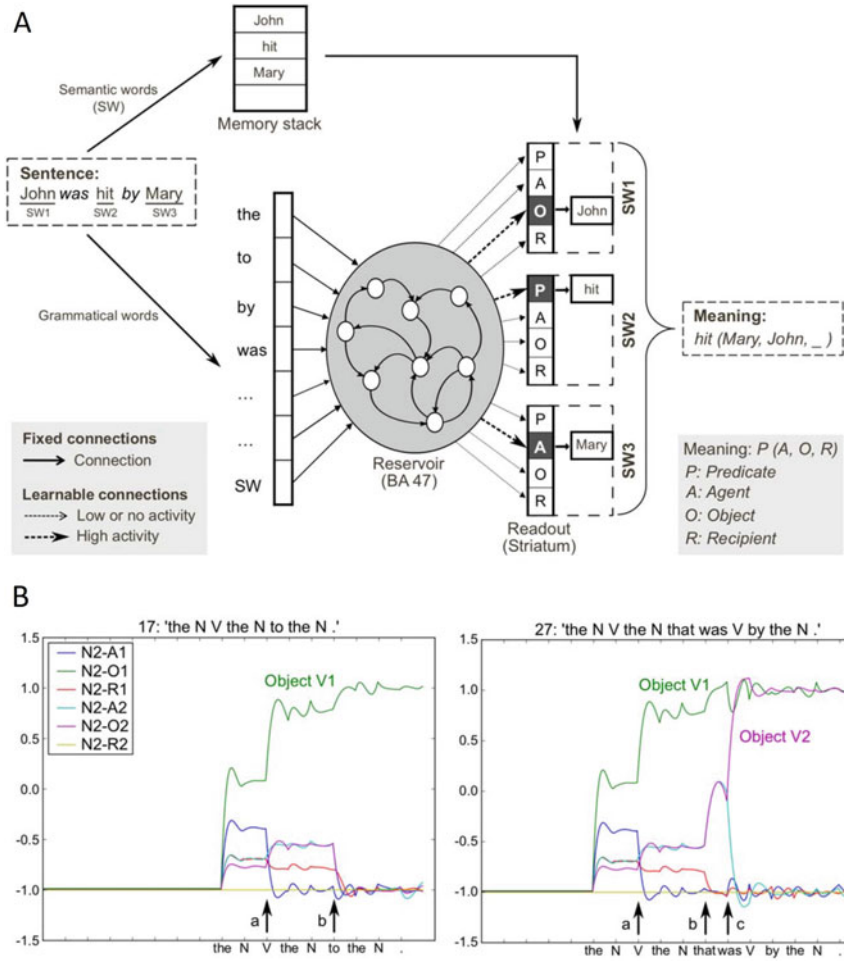 A
John
hit
Mary
Memory stack
Semantic words
(SW)
Sentence:
John was hit by Mary
SW1 SW2 SW3
Grammatical words
the
to
by
was
...
...
SW
Reservoir
(BA 47)
P
A
O
R
John
SW1
P
A
O
R
hit
SW2
P
A
O
R
Mary
SW3
Readout
(Striatum)
Meaning:
hit (Mary, John, _ )
Fixed connections
Connection
Learnable connections
Low or no activity
High activity
Meaning: P (A, O, R)
P: Predicate
A: Agent
O: Object
R: Recipient
B
17: 'the N V the N to the N .'
1.5
1.0
0.5
0.0
-0.5
-1.0
-1.5
N2-A1
N2-O1
N2-R1
N2-A2
N2-O2
N2-R2
Object V1
a
b
the N V the N to the N .
27: 'the N V the N that was V by the N .'
1.5
1.0
0.5
0.0
-0.5
-1.0
-1.5
Object V1
Object V2
a
b
c
the N V the N that was V by the N .